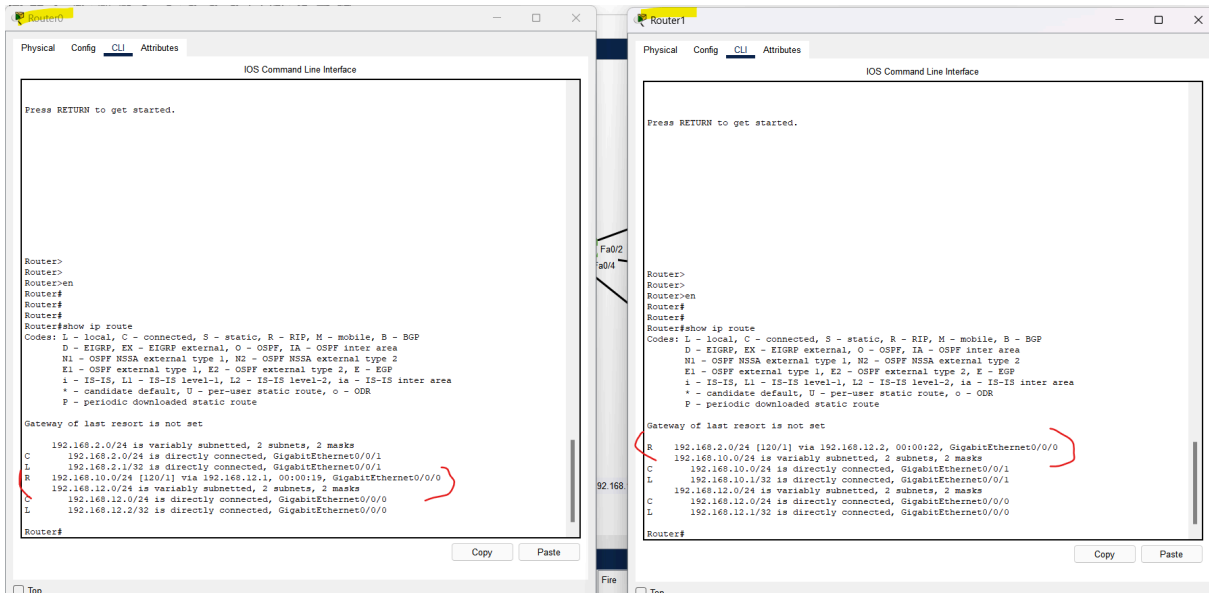 Router0
Physical Config CLI Attributes
IOS Command Line Interface
Press RETURN to get started.
Router>
Router>
Router>en
Router#
Router#
Router#
Router#show ip route
Codes: L - local, C - connected, S - static, R - RIP, M - mobile, B - BGP
D - EIGRP, EX - EIGRP external, O - OSPF, IA - OSPF inter area
N1 - OSPF NSSA external type 1, N2 - OSPF NSSA external type 2
E1 - OSPF external type 1, E2 - OSPF external type 2, E - EGP
i - IS-IS, L1 - IS-IS level-1, L2 - IS-IS level-2, ia - IS-IS inter area
* - candidate default, U - per-user static route, o - ODR
P - periodic downloaded static route
Gateway of last resort is not set
192.168.2.0/24 is variably subnetted, 2 subnets, 2 masks
C 192.168.2.0/24 is directly connected, GigabitEthernet0/0/1
L 192.168.2.1/32 is directly connected, GigabitEthernet0/0/1
R 192.168.10.0/24 [120/1] via 192.168.12.1, 00:00:19, GigabitEthernet0/0/0
192.168.12.0/24 is variably subnetted, 2 subnets, 2 masks
C 192.168.12.0/24 is directly connected, GigabitEthernet0/0/0
L 192.168.12.2/32 is directly connected, GigabitEthernet0/0/0
Router#
Copy Paste
Top
Fa0/2
a0/4
92.168.
Fire
Router1
Physical Config CLI Attributes
IOS Command Line Interface
Press RETURN to get started.
Router>
Router>
Router>en
Router#
Router#
Router#show ip route
Codes: L - local, C - connected, S - static, R - RIP, M - mobile, B - BGP
D - EIGRP, EX - EIGRP external, O - OSPF, IA - OSPF inter area
N1 - OSPF NSSA external type 1, N2 - OSPF NSSA external type 2
E1 - OSPF external type 1, E2 - OSPF external type 2, E - EGP
i - IS-IS, L1 - IS-IS level-1, L2 - IS-IS level-2, ia - IS-IS inter area
* - candidate default, U - per-user static route, o - ODR
P - periodic downloaded static route
Gateway of last resort is not set
R 192.168.2.0/24 [120/1] via 192.168.12.2, 00:00:22, GigabitEthernet0/0/0
192.168.10.0/24 is variably subnetted, 2 subnets, 2 masks
C 192.168.10.0/24 is directly connected, GigabitEthernet0/0/1
L 192.168.10.1/32 is directly connected, GigabitEthernet0/0/1
192.168.12.0/24 is variably subnetted, 2 subnets, 2 masks
C 192.168.12.0/24 is directly connected, GigabitEthernet0/0/0
L 192.168.12.1/32 is directly connected, GigabitEthernet0/0/0
Router#
Copy Paste
Top